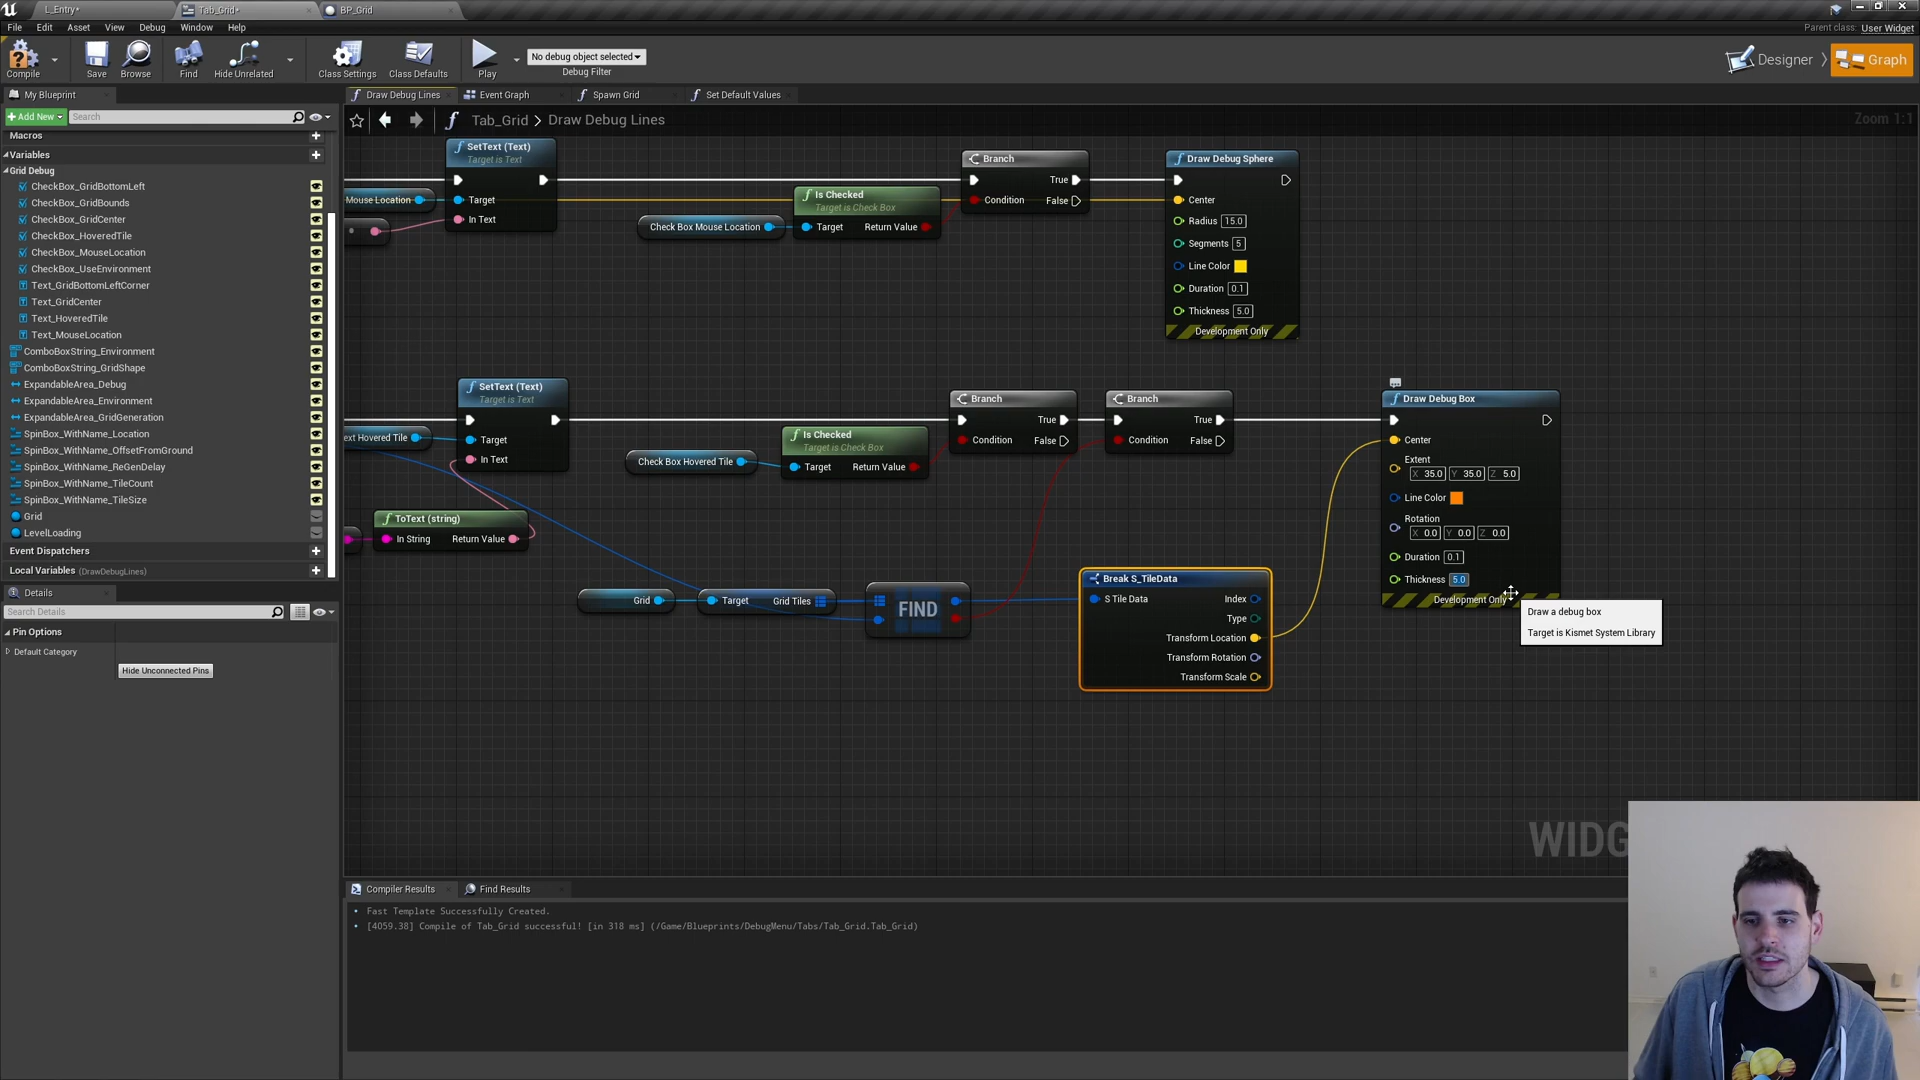 L_Entry*
Tab_Grid*
BP_Grid
File Edit Asset View Debug Window Help
Parent class: User Widget
Compile
Save
Browse
Find
Hide Unrelated
Class Settings
Class Defaults
Play
No debug object selected
Debug Filter
Designer
Graph
My Blueprint
Draw Debug Lines
Event Graph
Spawn Grid
Set Default Values
Add New
Search
Tab_Grid > Draw Debug Lines
Zoom 1:1
Macros
Variables
Grid Debug
CheckBox_GridBottomLeft
CheckBox_GridBounds
CheckBox_GridCenter
CheckBox_HoveredTile
CheckBox_MouseLocation
CheckBox_UseEnvironment
Text_GridBottomLeftCorner
Text_GridCenter
Text_HoveredTile
Text_MouseLocation
ComboBoxString_Environment
ComboBoxString_GridShape
ExpandableArea_Debug
ExpandableArea_Environment
ExpandableArea_GridGeneration
SpinBox_WithName_Location
SpinBox_WithName_OffsetFromGround
SpinBox_WithName_ReGenDelay
SpinBox_WithName_TileCount
SpinBox_WithName_TileSize
Grid
LevelLoading
Event Dispatchers
Local Variables (DrawDebugLines)
Details
Search Details
Pin Options
Default Category
Hide Unconnected Pins
SetText (Text)
Target is Text
Mouse Location
Target
In Text
Check Box Mouse Location
Is Checked
Target is Check Box
Target
Return Value
Branch
True
Condition
False
Draw Debug Sphere
Center
Radius 15.0
Segments 5
Line Color
Duration 0.1
Thickness 5.0
Development Only
SetText (Text)
Target is Text
ext Hovered Tile
Target
In Text
ToText (string)
In String
Return Value
Check Box Hovered Tile
Is Checked
Target is Check Box
Target
Return Value
Branch
True
Condition
False
Branch
True
Condition
False
Draw Debug Box
Center
Extent
X 35.0 Y 35.0 Z 5.0
Line Color
Rotation
X 0.0 Y 0.0 Z 0.0
Duration 0.1
Thickness 5.0
Development Only
Draw a debug box
Target is Kismet System Library
Grid
Target
Grid Tiles
FIND
Break S_TileData
S Tile Data
Index
Type
Transform Location
Transform Rotation
Transform Scale
WIDG
Compiler Results
Find Results
Fast Template Successfully Created.
[4059.38] Compile of Tab_Grid successful! [in 318 ms] (/Game/Blueprints/DebugMenu/Tabs/Tab_Grid.Tab_Grid)